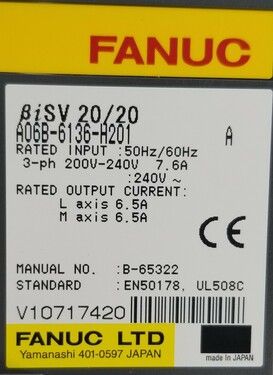 FANUC
βiSV 20/20
A06B-6136-H201 A
RATED INPUT :50Hz/60Hz
3-ph 200V-240V 7.6A
:240V ~
RATED OUTPUT CURRENT:
L axis 6.5A
M axis 6.5A
CE
MANUAL NO. :B-65322
STANDARD :EN50178, UL508C
V10717420
FANUC LTD
Yamanashi 401-0597 JAPAN
made in JAPAN